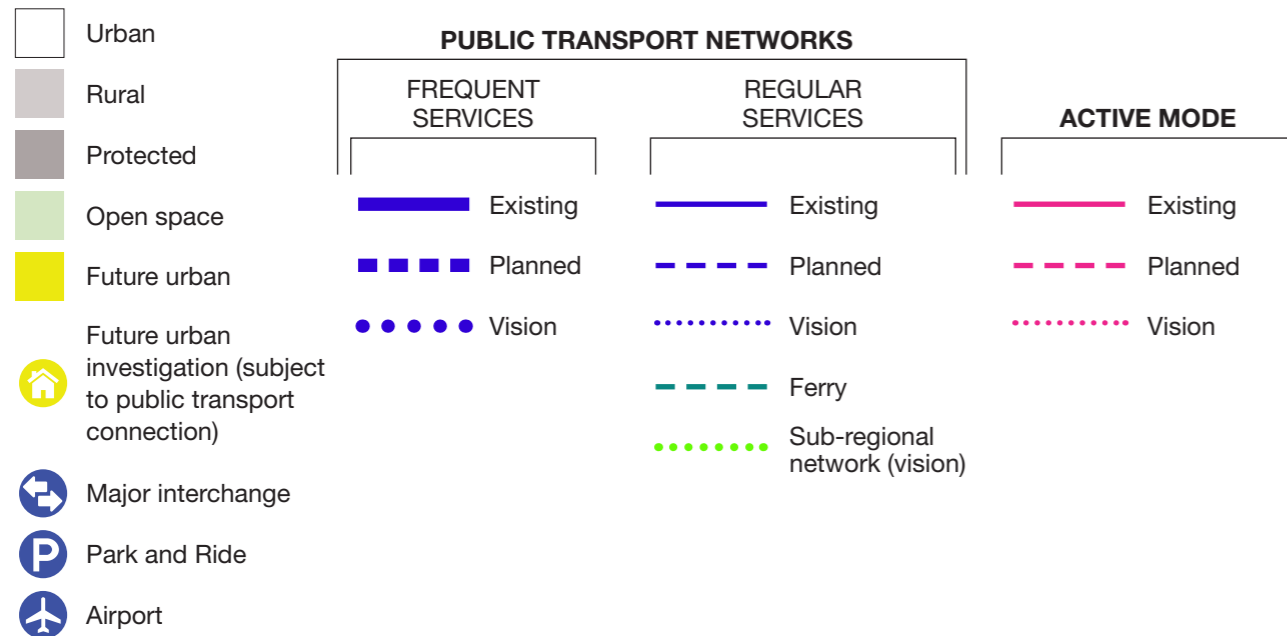 Urban
Rural
Protected
Open space
Future urban
Future urban
investigation (subject
to public transport
connection)
Major interchange
P
Park and Ride
Airport
PUBLIC TRANSPORT NETWORKS
FREQUENT
SERVICES
Existing
Planned
Vision
REGULAR
SERVICES
Existing
Planned
Vision
Ferry
Sub-regional
network (vision)
ACTIVE MODE
Existing
Planned
Vision